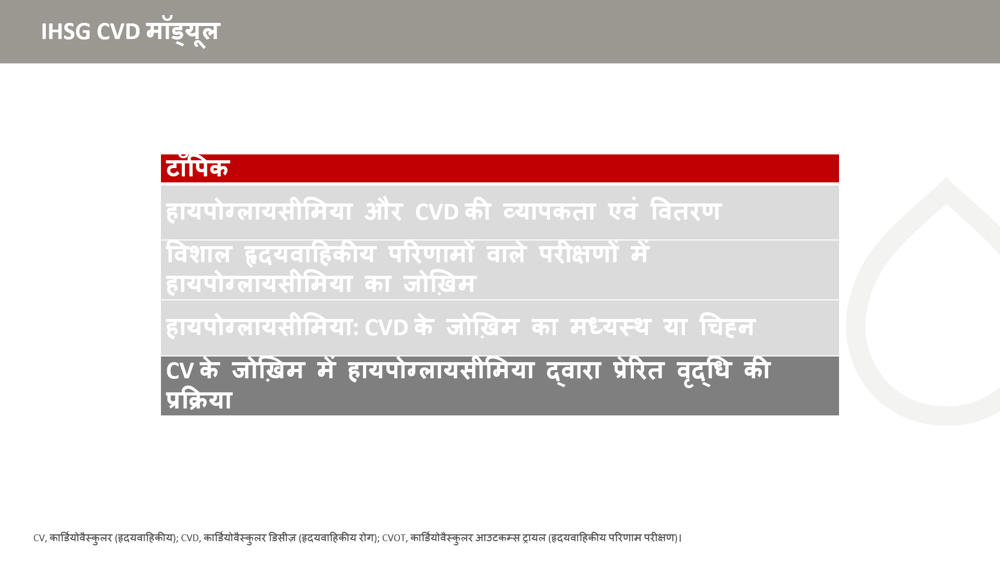 IHSG CVD मॉड्यूल
टॉपिक
हायपोग्लायसीमिया और CVD की व्यापकता एवं वितरण
विशाल हृदयवाहिकीय परिणामों वाले परीक्षणों में
हायपोग्लायसीमिया का जोख़िम
हायपोग्लायसीमिया: CVD के जोख़िम का मध्यस्थ या चिह्न
CV के जोख़िम में हायपोग्लायसीमिया द्वारा प्रेरित वृद्धि की
प्रक्रिया
CV, कार्डियोवैस्कुलर (हृदयवाहिकीय); CVD, कार्डियोवैस्कुलर डिसीज़ (हृदयवाहिकीय रोग); CVOT, कार्डियोवैस्कुलर आउटकम्स ट्रायल (हृदयवाहिकीय परिणाम परीक्षण)।